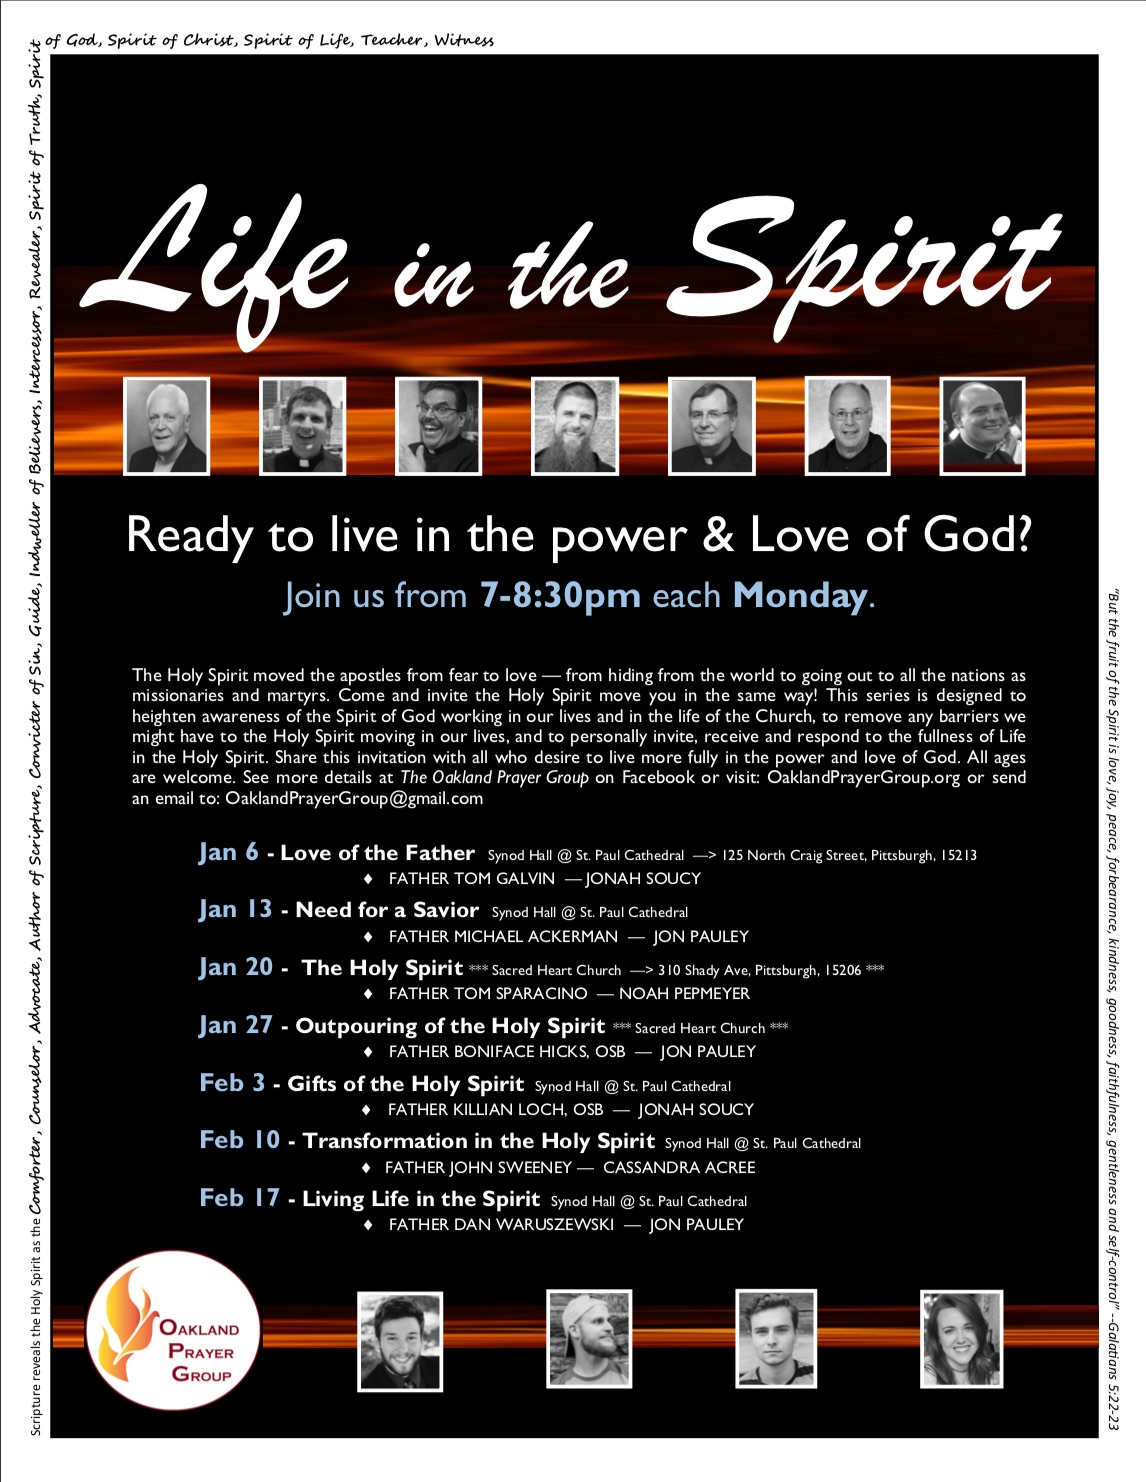 Scripture reveals the Holy Spirit as the Comforter, Counselor, Advocate, Author of Scripture, Convicter of Sin, Guide, Indweller of Believers, Intercessor, Revealer, Spirit of Truth, Spirit
of God, Spirit of Christ, Spirit of Life, Teacher, Witness
Life in the Spirit
Ready to live in the power & Love of God?
Join us from 7-8:30pm each Monday.
The Holy Spirit moved the apostles from fear to love — from hiding from the world to going out to all the nations as
missionaries and martyrs. Come and invite the Holy Spirit move you in the same way! This series is designed to
heighten awareness of the Spirit of God working in our lives and in the life of the Church, to remove any barriers we
might have to the Holy Spirit moving in our lives, and to personally invite, receive and respond to the fullness of Life
in the Holy Spirit. Share this invitation with all who desire to live more fully in the power and love of God. All ages
are welcome. See more details at The Oakland Prayer Group on Facebook or visit: OaklandPrayerGroup.org or send
an email to: OaklandPrayerGroup@gmail.com
Jan 6 - Love of the Father Synod Hall @ St. Paul Cathedral —> 125 North Craig Street, Pittsburgh, 15213
♦ FATHER TOM GALVIN — JONAH SOUCY
Jan 13 - Need for a Savior Synod Hall @ St. Paul Cathedral
♦ FATHER MICHAEL ACKERMAN — JON PAULEY
Jan 20 - The Holy Spirit *** Sacred Heart Church —> 310 Shady Ave, Pittsburgh, 15206 ***
♦ FATHER TOM SPARACINO — NOAH PEPMEYER
Jan 27 - Outpouring of the Holy Spirit *** Sacred Heart Church ***
♦ FATHER BONIFACE HICKS, OSB — JON PAULEY
Feb 3 - Gifts of the Holy Spirit Synod Hall @ St. Paul Cathedral
♦ FATHER KILLIAN LOCH, OSB — JONAH SOUCY
Feb 10 - Transformation in the Holy Spirit Synod Hall @ St. Paul Cathedral
♦ FATHER JOHN SWEENEY — CASSANDRA ACREE
Feb 17 - Living Life in the Spirit Synod Hall @ St. Paul Cathedral
♦ FATHER DAN WARUSZEWSKI — JON PAULEY
OAKLAND
PRAYER
GROUP
"But the fruit of the Spirit is love, joy, peace, forbearance, kindness, goodness, faithfulness, gentleness and self-control" --Galatians 5:22-23